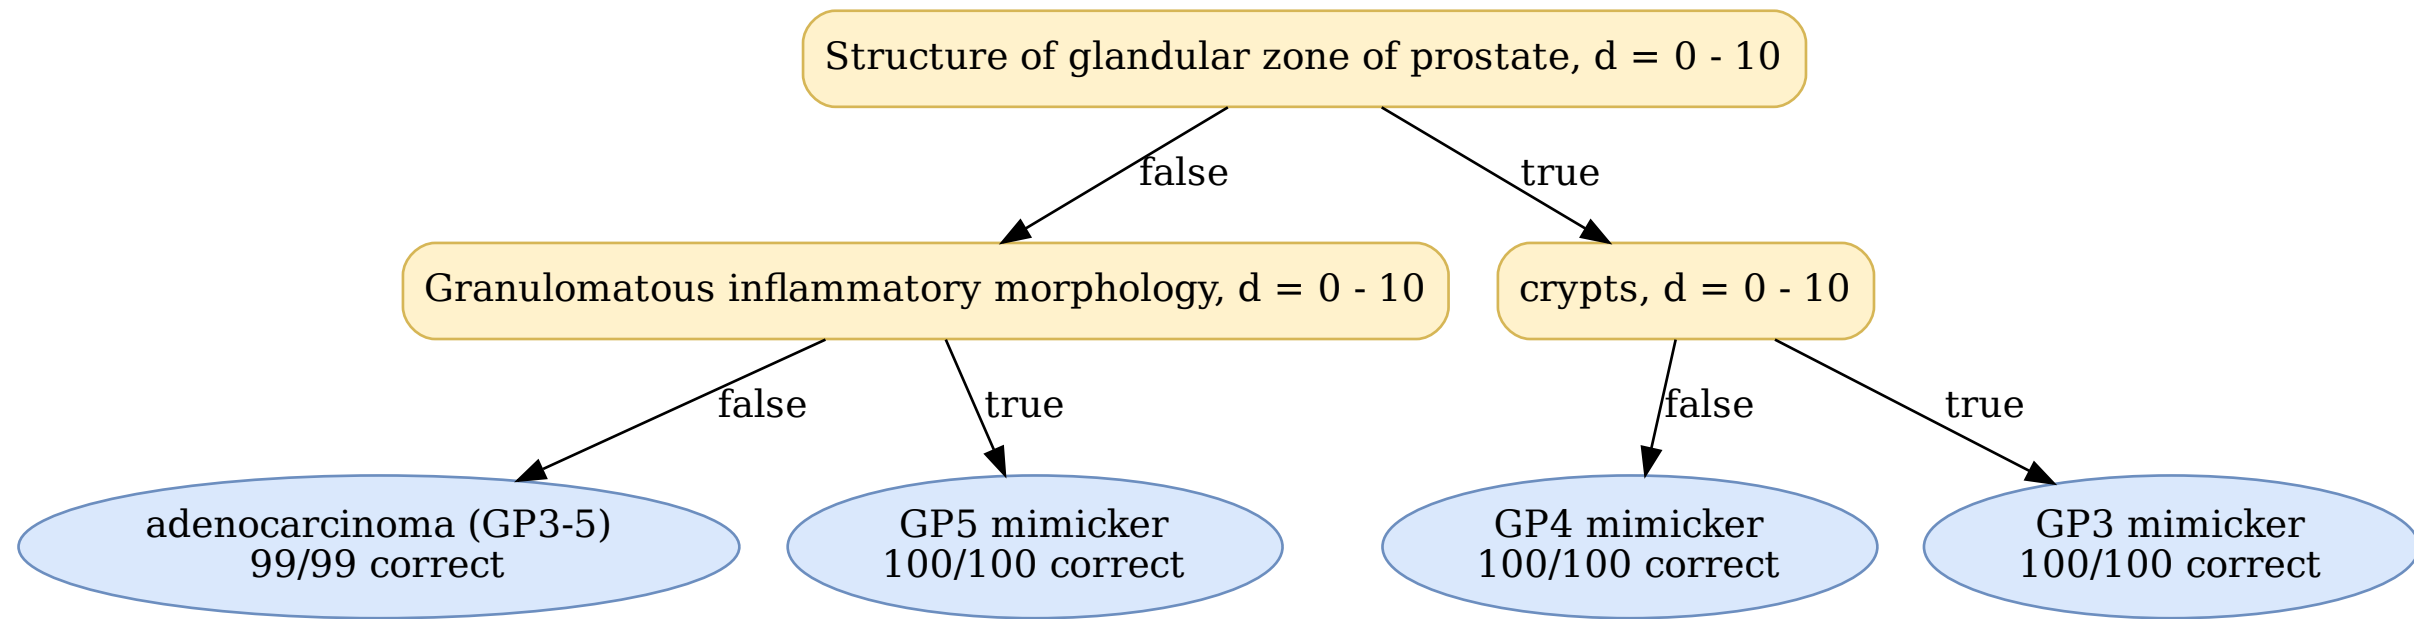 Structure of glandular zone of prostate, d = 0 - 10
false
true
Granulomatous inflammatory morphology, d = 0 - 10
crypts, d = 0 - 10
false
true
false
true
adenocarcinoma (GP3-5)
99/99 correct
GP5 mimicker
100/100 correct
GP4 mimicker
100/100 correct
GP3 mimicker
100/100 correct